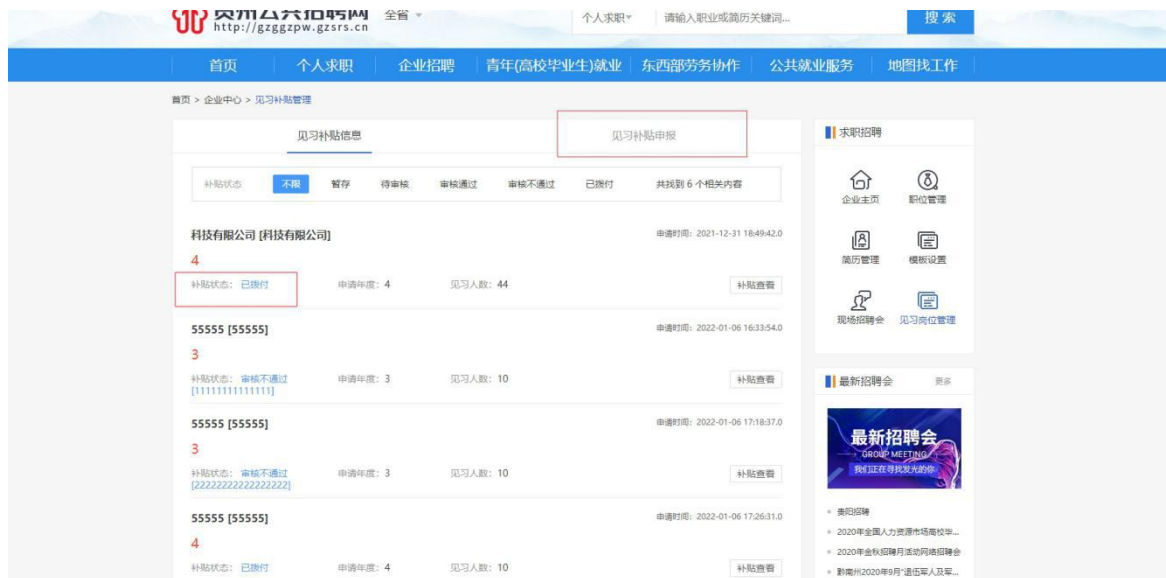 贵州公共招聘网 全省
http://gzggzpw.gzsrs.cn
个人求职 请输入职业或简历关键词... 搜索
首页 个人求职 企业招聘 青年(高校毕业生)就业 东西部劳务协作 公共就业服务 地图找工作
首页 > 企业中心 > 见习补贴管理
见习补贴信息 见习补贴申报
补贴状态 不限 暂存 待审核 审核通过 审核不通过 已拨付 共找到 6 个相关内容
科技有限公司 [科技有限公司] 申请时间: 2021-12-31 18:49:42.0
4
补贴状态: 已拨付 申请年度: 4 见习人数: 44 补贴查看
55555 [55555] 申请时间: 2022-01-06 16:33:54.0
3
补贴状态: 审核不通过 申请年度: 3 见习人数: 10 补贴查看
[11111111111111]
55555 [55555] 申请时间: 2022-01-06 17:18:37.0
3
补贴状态: 审核不通过 申请年度: 3 见习人数: 10 补贴查看
[22222222222222222]
55555 [55555] 申请时间: 2022-01-06 17:26:31.0
4
补贴状态: 已拨付 申请年度: 4 见习人数: 10 补贴查看
求职招聘
企业主页 职位管理
简历管理 模板设置
现场招聘会 见习岗位管理
最新招聘会 更多
最新招聘会
GROUP MEETING
我们正在寻找发光的你
贵阳招聘
2020年全国人力资源市场高校毕...
2020年金秋招聘月活动网络招聘会
黔南州2020年9月"退伍军人及军...